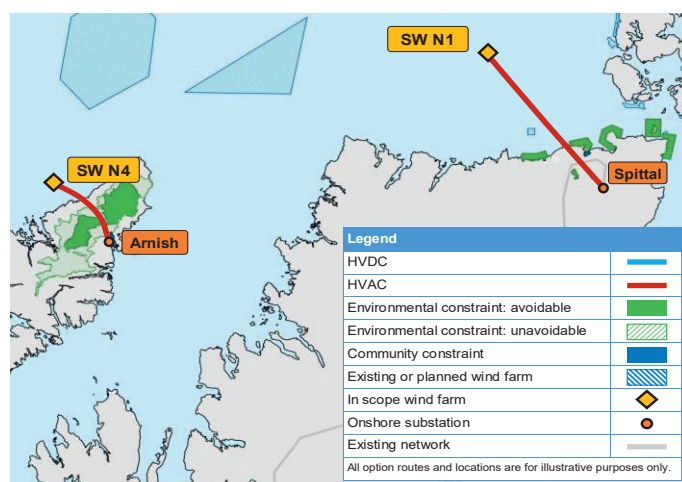 SW N1
SW N4
Spittal
Arnish
Legend
HVDC
HVAC
Environmental constraint: avoidable
Environmental constraint: unavoidable
Community constraint
Existing or planned wind farm
In scope wind farm
Onshore substation
Existing network
All option routes and locations are for illustrative purposes only.